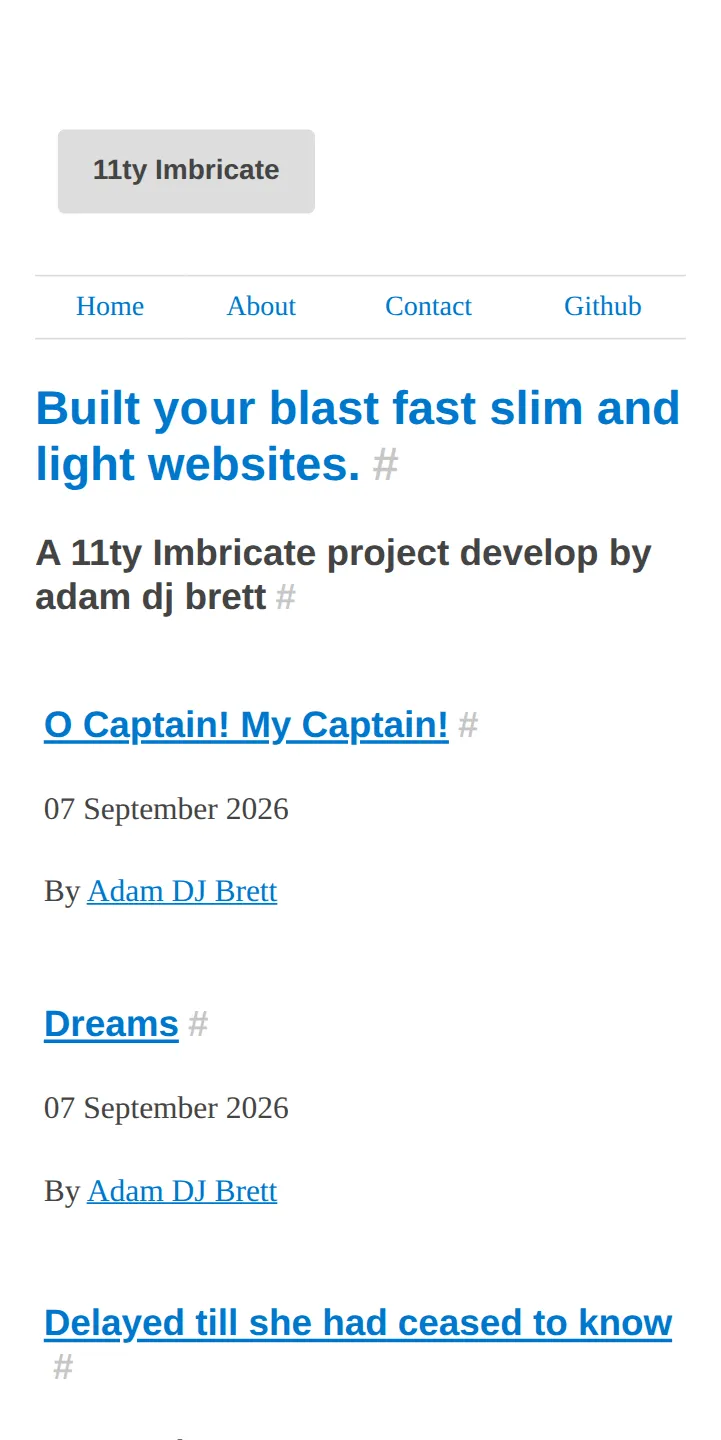 11ty Imbricate
Home About Contact Github
Built your blast fast slim and
light websites. #
A 11ty Imbricate project develop by
adam dj brett #
O Captain! My Captain! #
07 September 2026
By Adam DJ Brett
Dreams #
07 September 2026
By Adam DJ Brett
Delayed till she had ceased to know
#